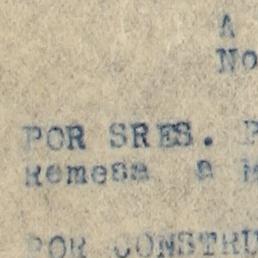 A
No
POR SRES.
Remesa a
POR CONSTRU